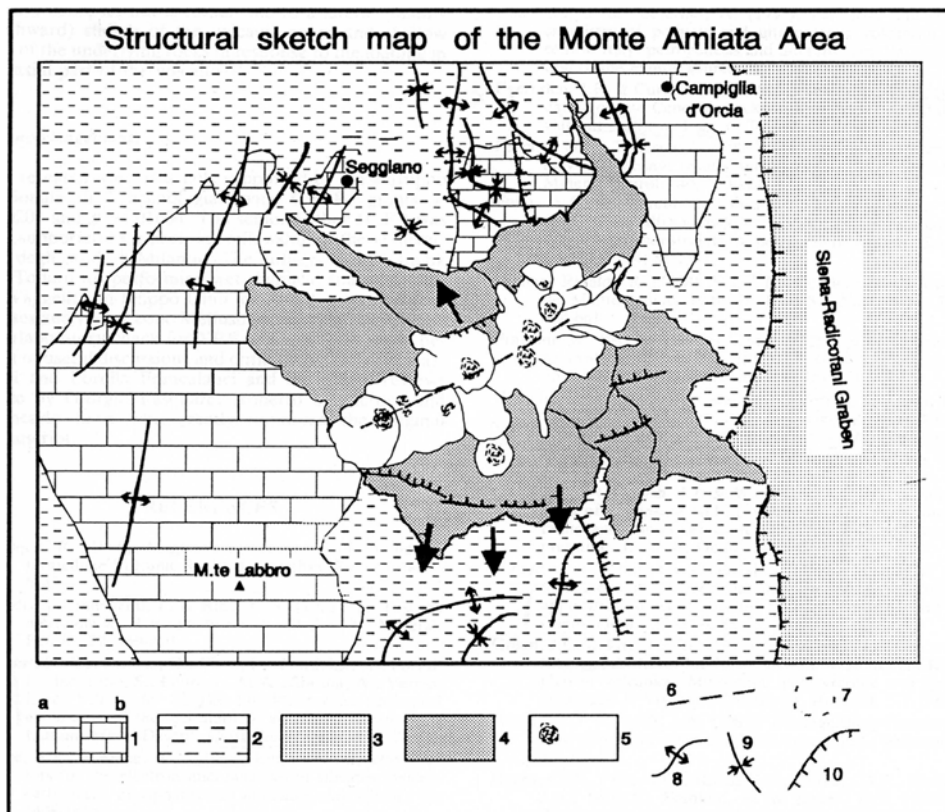 Structural sketch map of the Monte Amiata Area
Campiglia
d'Orcia
Seggiano
Siena-Radicofani Graben
M.te Labbro
a b
1
2
3
4
5
6
7
8
9
10